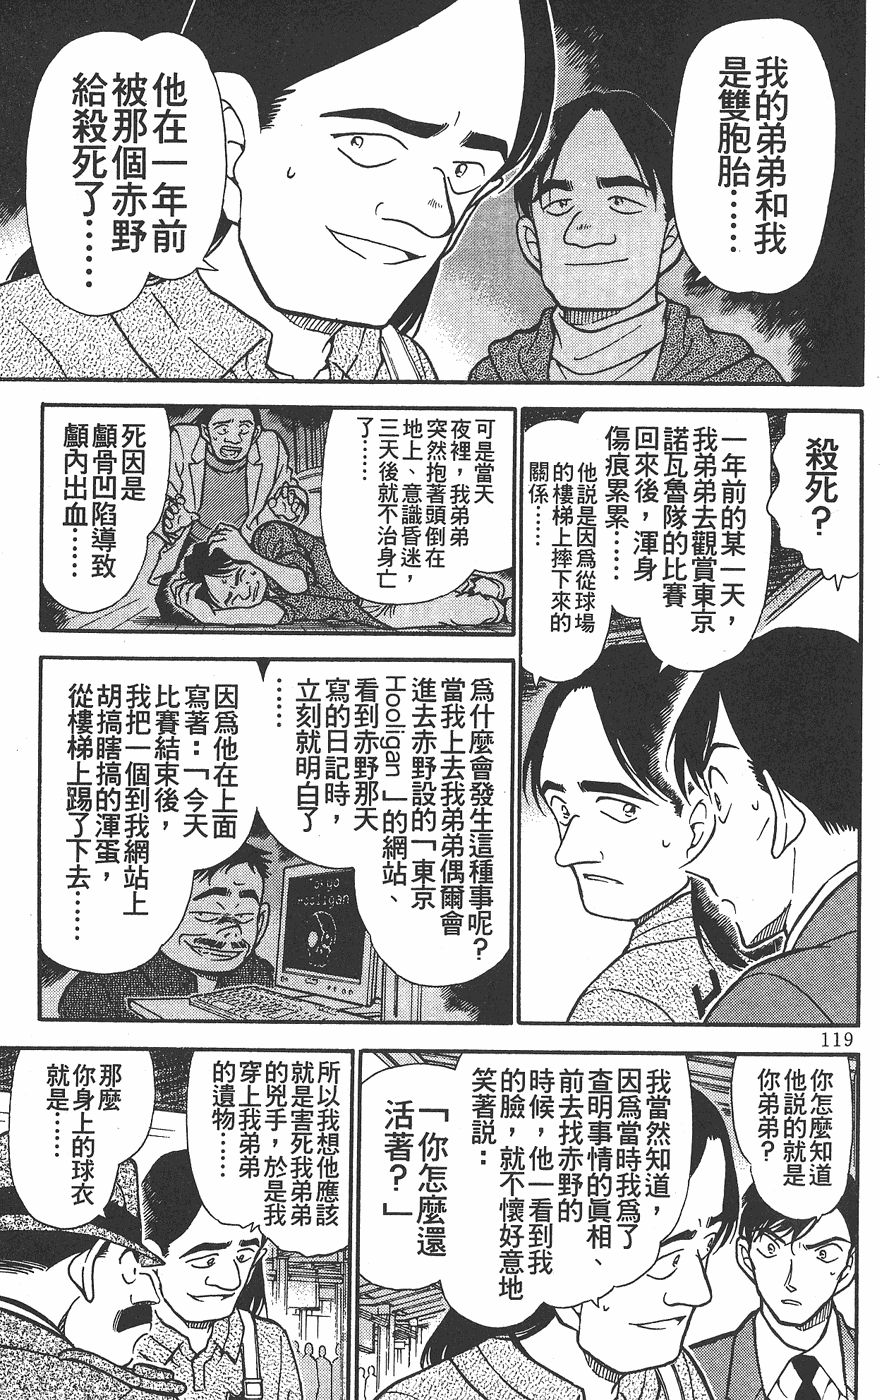 我的弟弟和我
是雙胞胎……
他在一年前
被那個赤野
給殺死了……
殺死？
一年前的某一天，
我弟弟去觀賞東京
諾瓦魯隊的比賽
回來後，渾身
傷痕累累……
他說是因為從球場
的樓梯上摔下來的
關係……
可是當天
夜裡，我弟弟
突然抱著頭倒在
地上、意識昏迷，
三天後就不治身亡
了……
死因是
顱骨凹陷導致
顱內出血……
為什麼會發生這種事呢？
當我上去我弟弟偶爾會
進去赤野設的「東京
Hooligan」的網站、
看到赤野那天
寫的日記時，
立刻就明白了
……
因為他在上面
寫著：「今天
比賽結束後，
我把一個到我網站上
胡搞瞎搞的渾蛋，
從樓梯上踢了下去……
Tokyo
Hooligan
119
你怎麼知道
他說的就是
你弟弟？
我當然知道，
因為當時我為了
查明事情的真相、
前去找赤野的
時候，他一看到我
的臉，就不懷好意地
笑著說：
「你怎麼還
活著？」
所以我想他應該
就是害死我弟弟
的兇手，於是我
穿上我弟弟
的遺物……
那麼
你身上的球衣
就是……